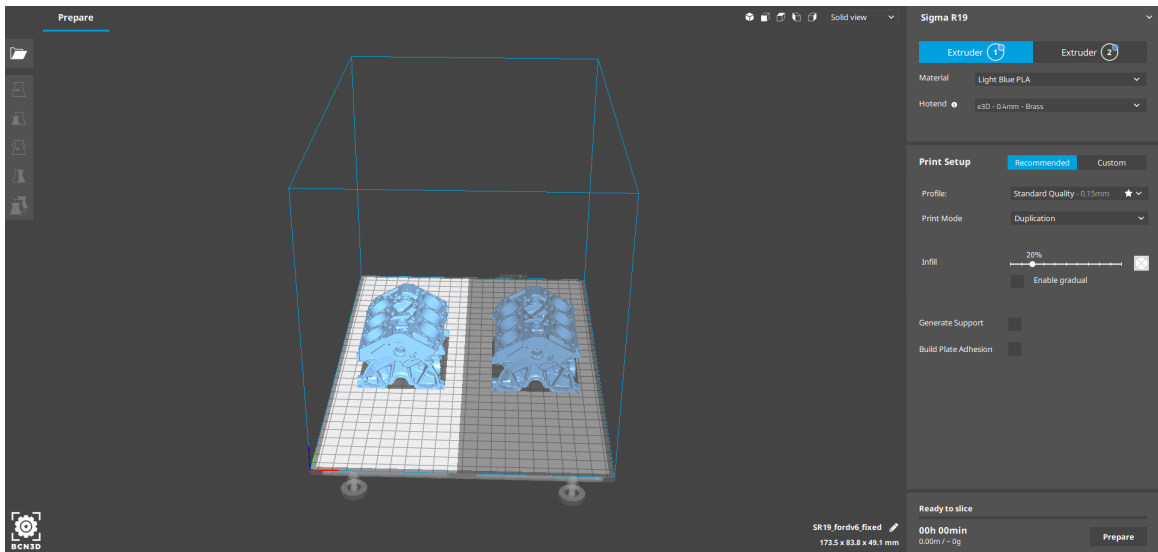 Prepare
Solid view
Sigma R19
Extruder 1
Extruder 2
Material
Light Blue PLA
Hotend
e3D - 0.4mm - Brass
Print Setup
Recommended
Custom
Profile:
Standard Quality - 0.15mm
Print Mode
Duplication
Infill
20%
Enable gradual
Generate Support
Build Plate Adhesion
BCN3D
SR19_fordv6_fixed
173.5 x 83.8 x 49.1 mm
Ready to slice
00h 00min
0.00m / ~ 0g
Prepare